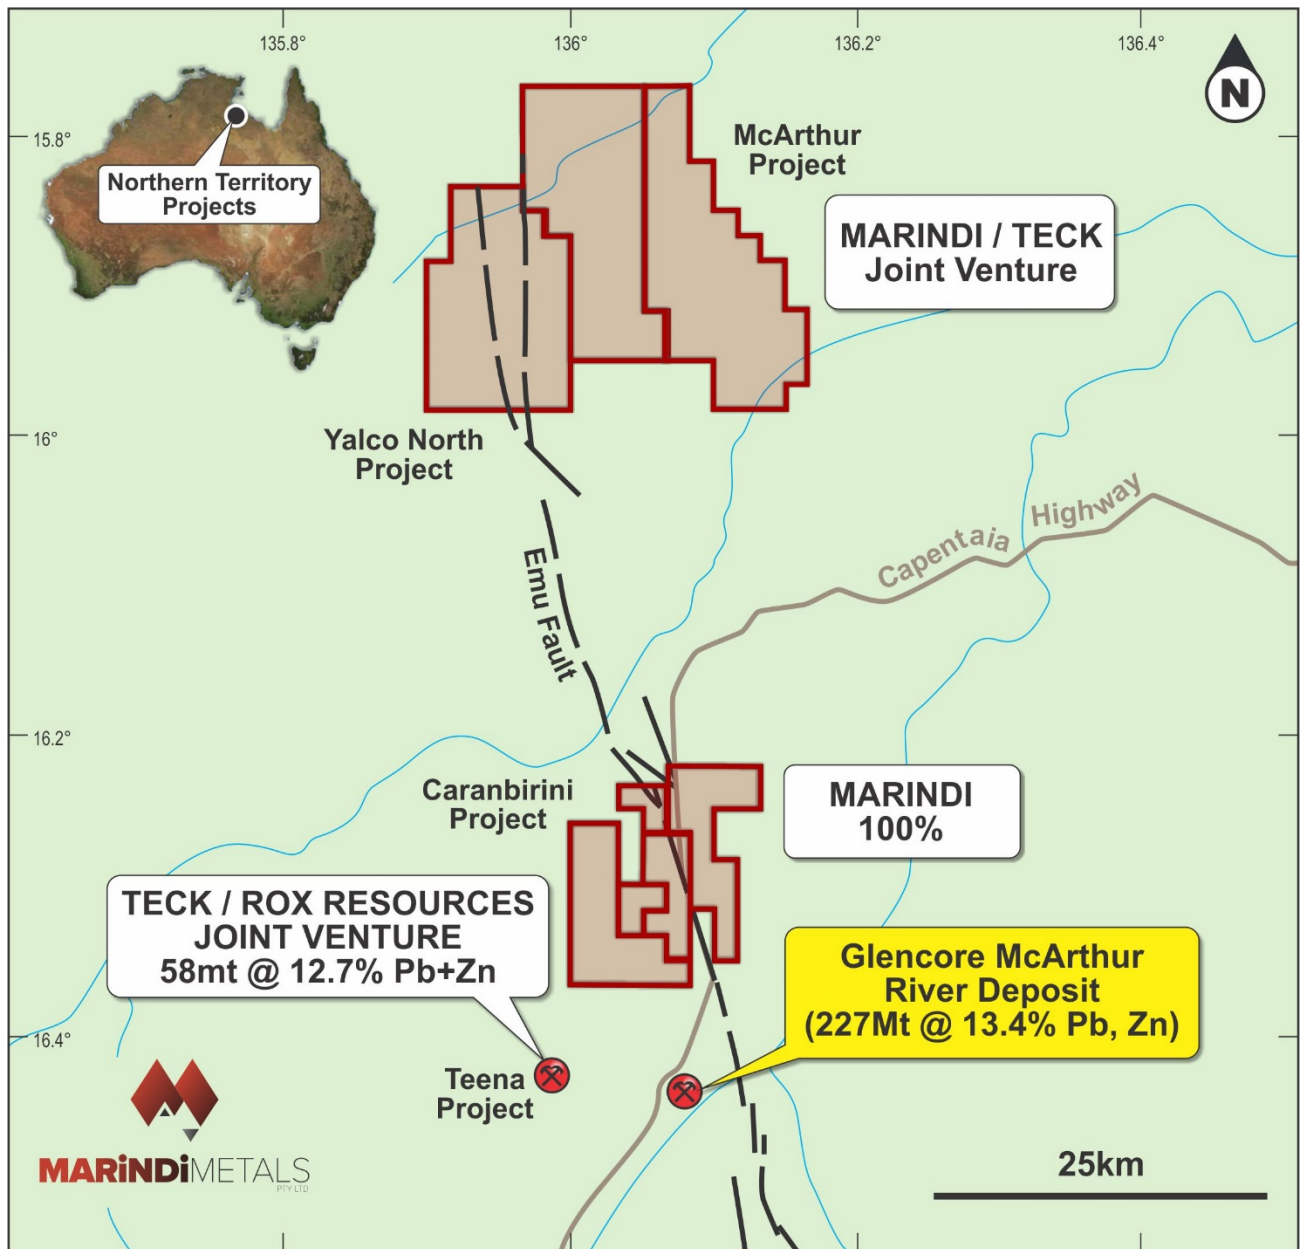 135.8°
136°
136.2°
136.4°
N
15.8°
McArthur
Project
Northern Territory
Projects
MARINDI / TECK
Joint Venture
Yalco North
Project
16°
Capentaia Highway
Emu Fault
16.2°
Caranbirini
Project
MARINDI
100%
TECK / ROX RESOURCES
JOINT VENTURE
58mt @ 12.7% Pb+Zn
Glencore McArthur
River Deposit
(227Mt @ 13.4% Pb, Zn)
16.4°
Teena
Project
MARiNDiMETALS
PTY LTD
25km